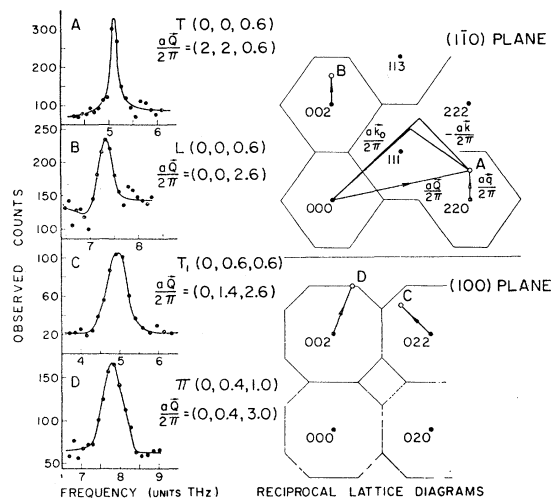 A
T (0, 0, 0.6)
aQ⃗/2π = (2, 2, 0.6)
300
200
100
5
6
B
L (0, 0, 0.6)
aQ⃗/2π = (0, 0, 2.6)
250
200
150
100
7
8
C
T₁ (0, 0.6, 0.6)
aQ⃗/2π = (0, 1.4, 2.6)
100
60
20
4
5
6
D
π (0, 0.4, 1.0)
aQ⃗/2π = (0, 0.4, 3.0)
150
100
50
7
8
9
OBSERVED COUNTS
FREQUENCY (UNITS THz)
(11̄0) PLANE
B
113
002
222
111
A
000
220
ak⃗₀/2π
-ak⃗/2π
aQ⃗/2π
aq⃗/2π
(100) PLANE
D
C
002
022
000
020
RECIPROCAL LATTICE DIAGRAMS